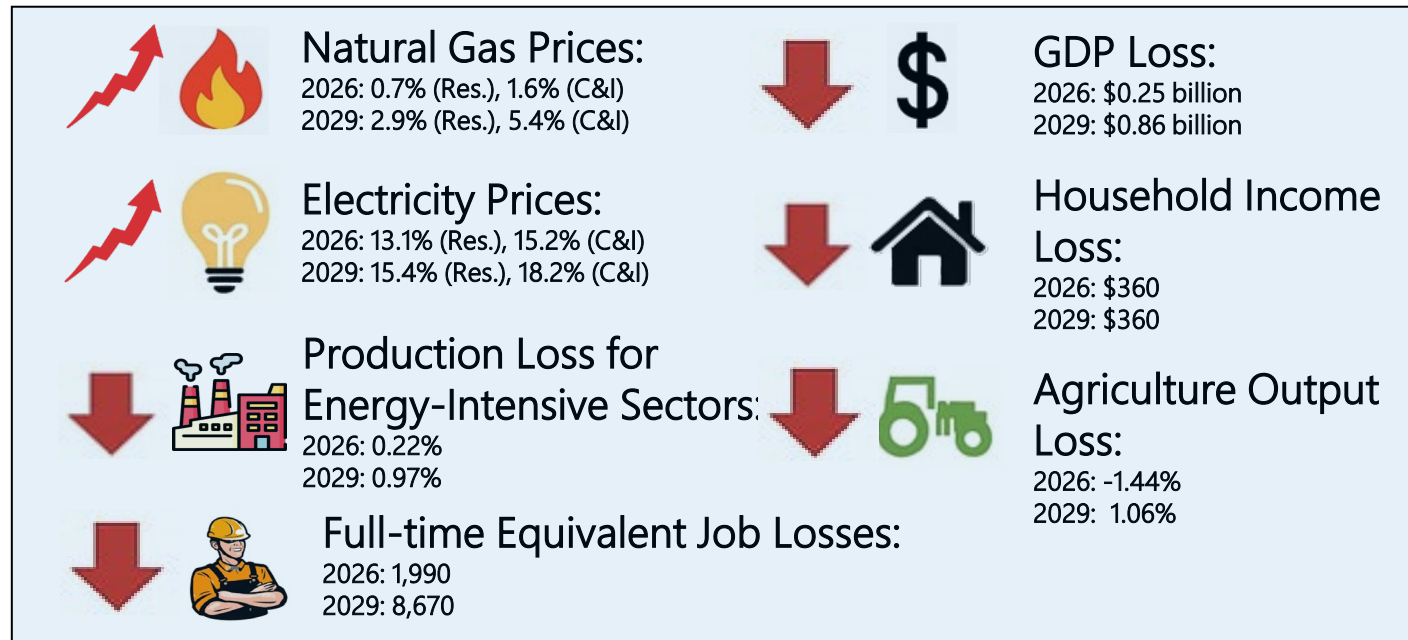 Natural Gas Prices:
2026: 0.7% (Res.), 1.6% (C&I)
2029: 2.9% (Res.), 5.4% (C&I)
Electricity Prices:
2026: 13.1% (Res.), 15.2% (C&I)
2029: 15.4% (Res.), 18.2% (C&I)
Production Loss for
Energy-Intensive Sectors:
2026: 0.22%
2029: 0.97%
Full-time Equivalent Job Losses:
2026: 1,990
2029: 8,670
GDP Loss:
2026: $0.25 billion
2029: $0.86 billion
Household Income
Loss:
2026: $360
2029: $360
Agriculture Output
Loss:
2026: -1.44%
2029: 1.06%